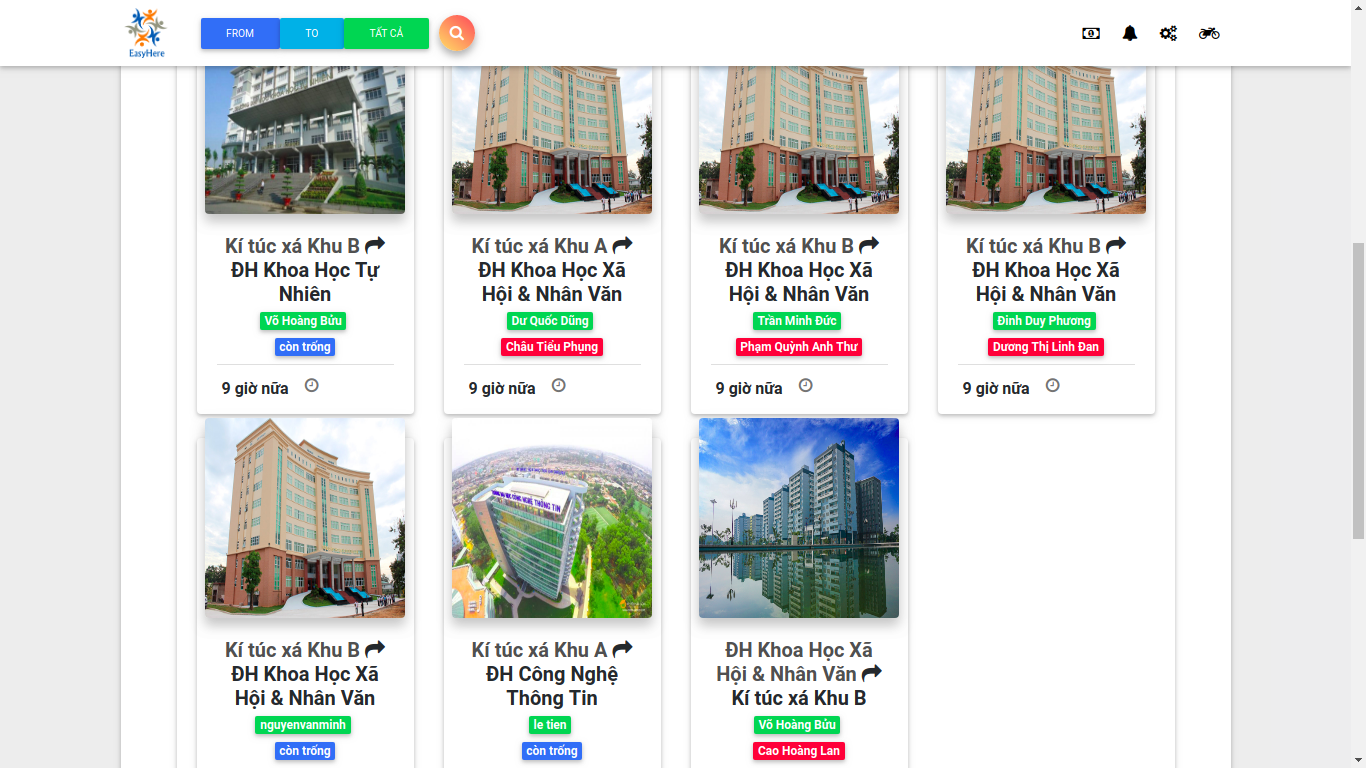 EasyHere
FROM
TO
TẤT CẢ
Kí túc xá Khu B
ĐH Khoa Học Tự
Nhiên
Võ Hoàng Bửu
còn trống
9 giờ nữa
Kí túc xá Khu A
ĐH Khoa Học Xã
Hội & Nhân Văn
Dư Quốc Dũng
Châu Tiểu Phụng
9 giờ nữa
Kí túc xá Khu B
ĐH Khoa Học Xã
Hội & Nhân Văn
Trần Minh Đức
Phạm Quỳnh Anh Thư
9 giờ nữa
Kí túc xá Khu B
ĐH Khoa Học Xã
Hội & Nhân Văn
Đinh Duy Phương
Dương Thị Linh Đan
9 giờ nữa
Kí túc xá Khu B
ĐH Khoa Học Xã
Hội & Nhân Văn
nguyenvanminh
còn trống
CÔNG NGHỆ THÔNG TIN
Kí túc xá Khu A
ĐH Công Nghệ
Thông Tin
le tien
còn trống
ĐH Khoa Học Xã
Hội & Nhân Văn
Kí túc xá Khu B
Võ Hoàng Bửu
Cao Hoàng Lan